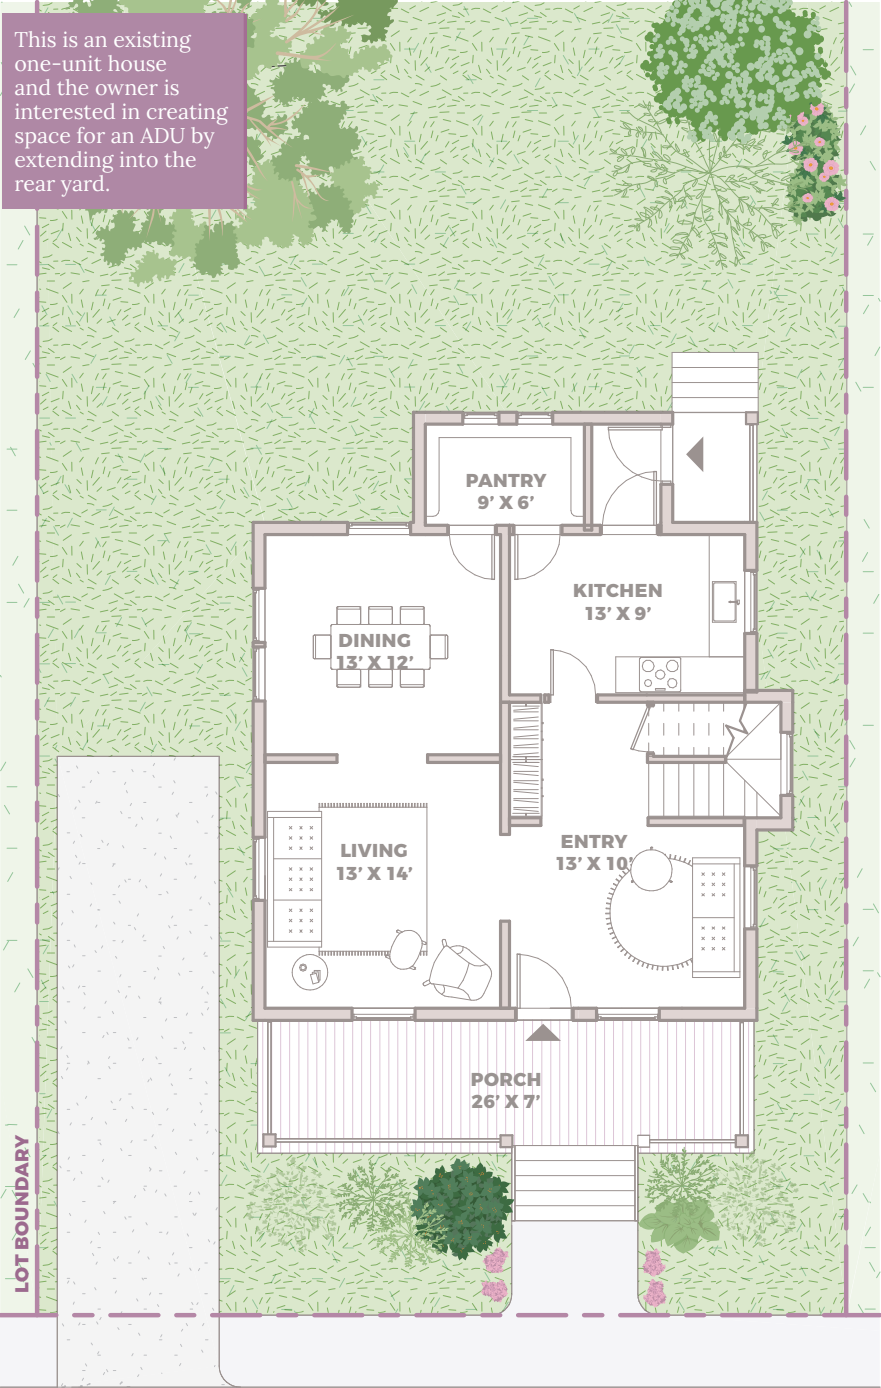 This is an existing
one-unit house
and the owner is
interested in creating
space for an ADU by
extending into the
rear yard.
PANTRY
9’ X 6’
KITCHEN
13’ X 9’
DINING
13’ X 12’
LIVING
13’ X 14’
ENTRY
13’ X 10’
PORCH
26’ X 7’
LOT BOUNDARY